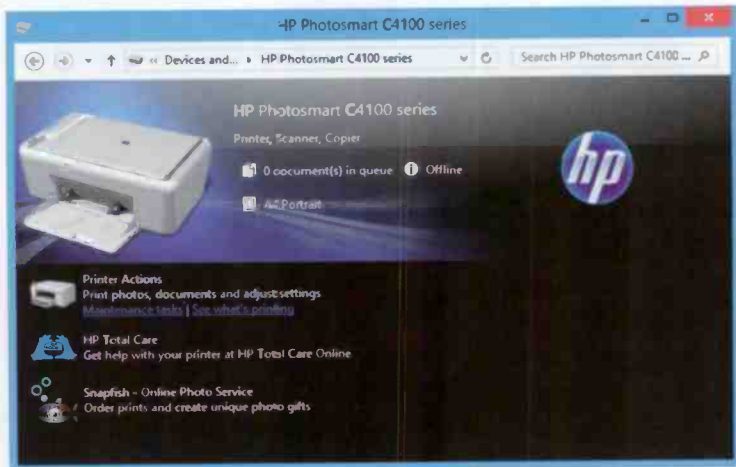 HP Photosmart C4100 series
« Devices and... HP Photosmart C4100 series
Search HP Photosmart C4100 ...
HP Photosmart C4100 series
Printer, Scanner, Copier
0 document(s) in queue Offline
A4 Portrait
hp
Printer Actions
Print photos, documents and adjust settings
Maintenance tasks | See what's printing
HP Total Care
Get help with your printer at HP Total Care Online
Snapfish - Online Photo Service
Order prints and create unique photo gifts